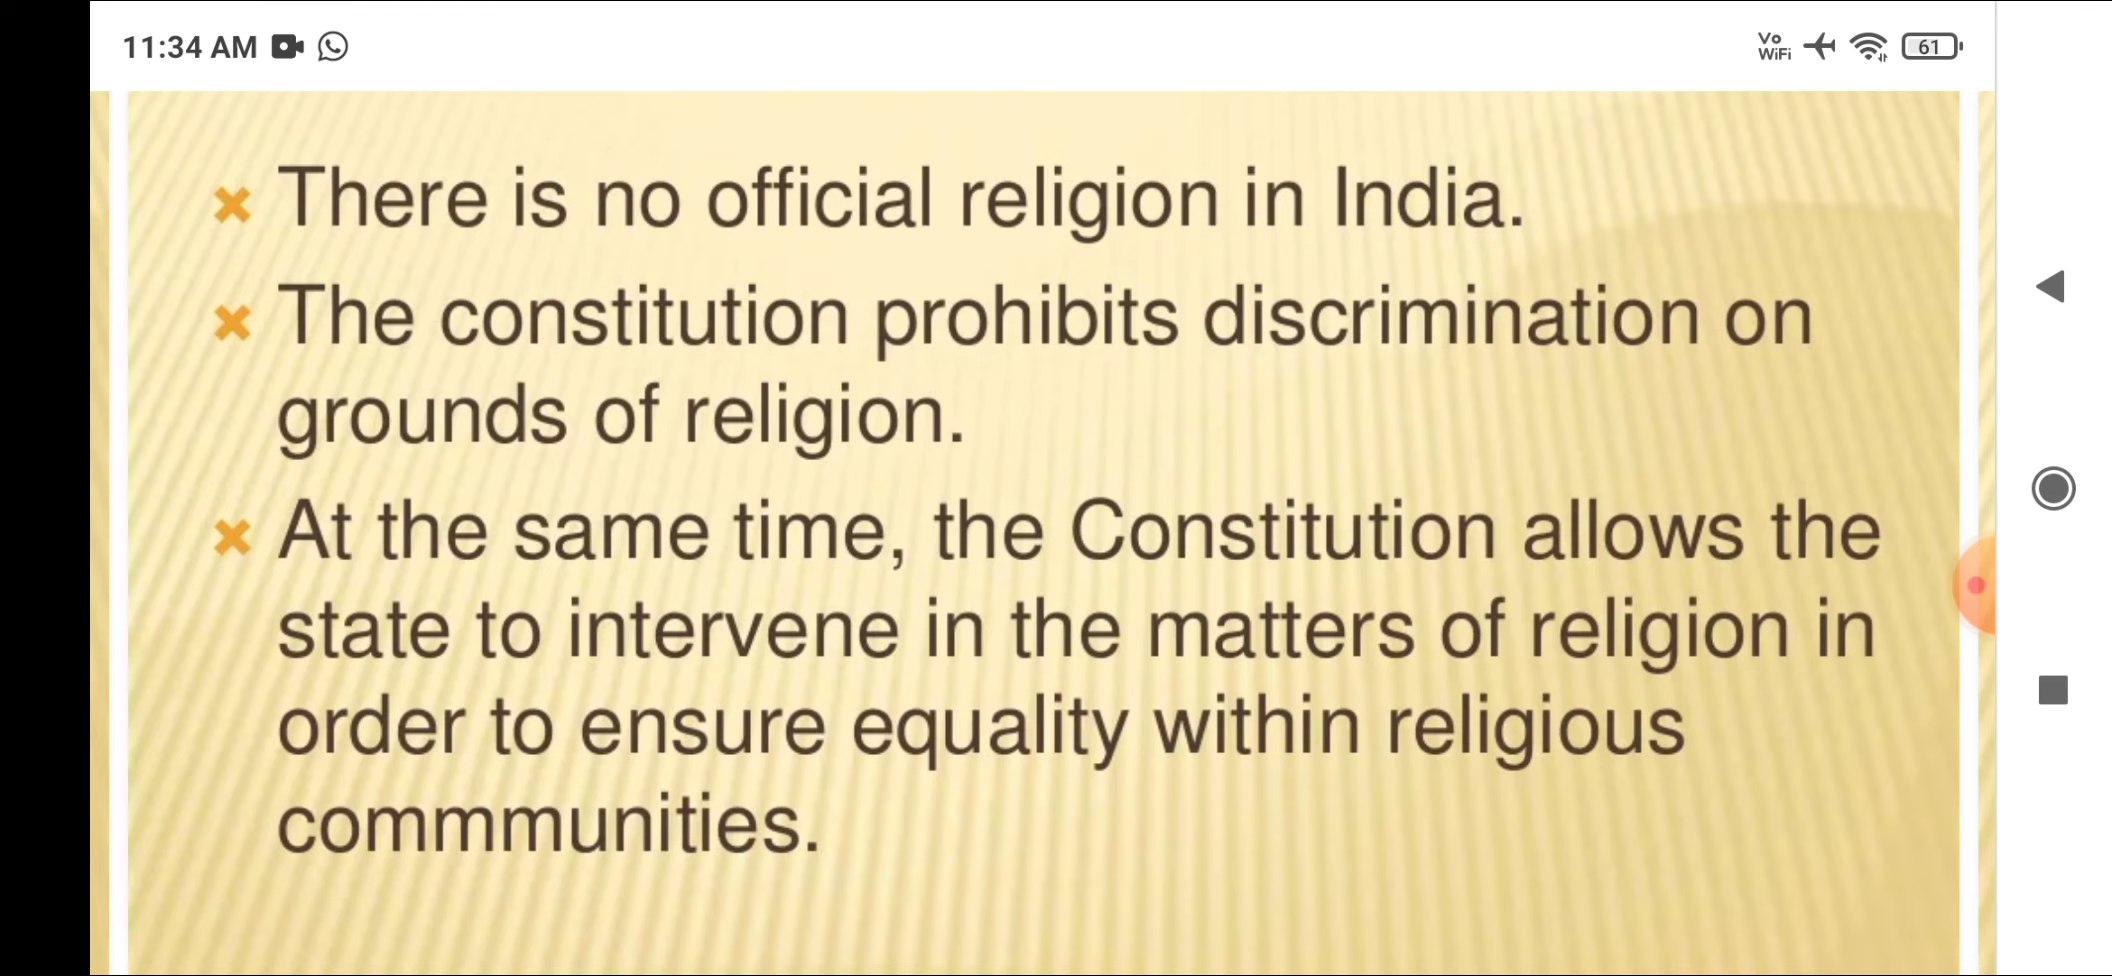 11:34 AM
Vo
WiFi
61
There is no official religion in India.
The constitution prohibits discrimination on
grounds of religion.
At the same time, the Constitution allows the
state to intervene in the matters of religion in
order to ensure equality within religious
commmunities.